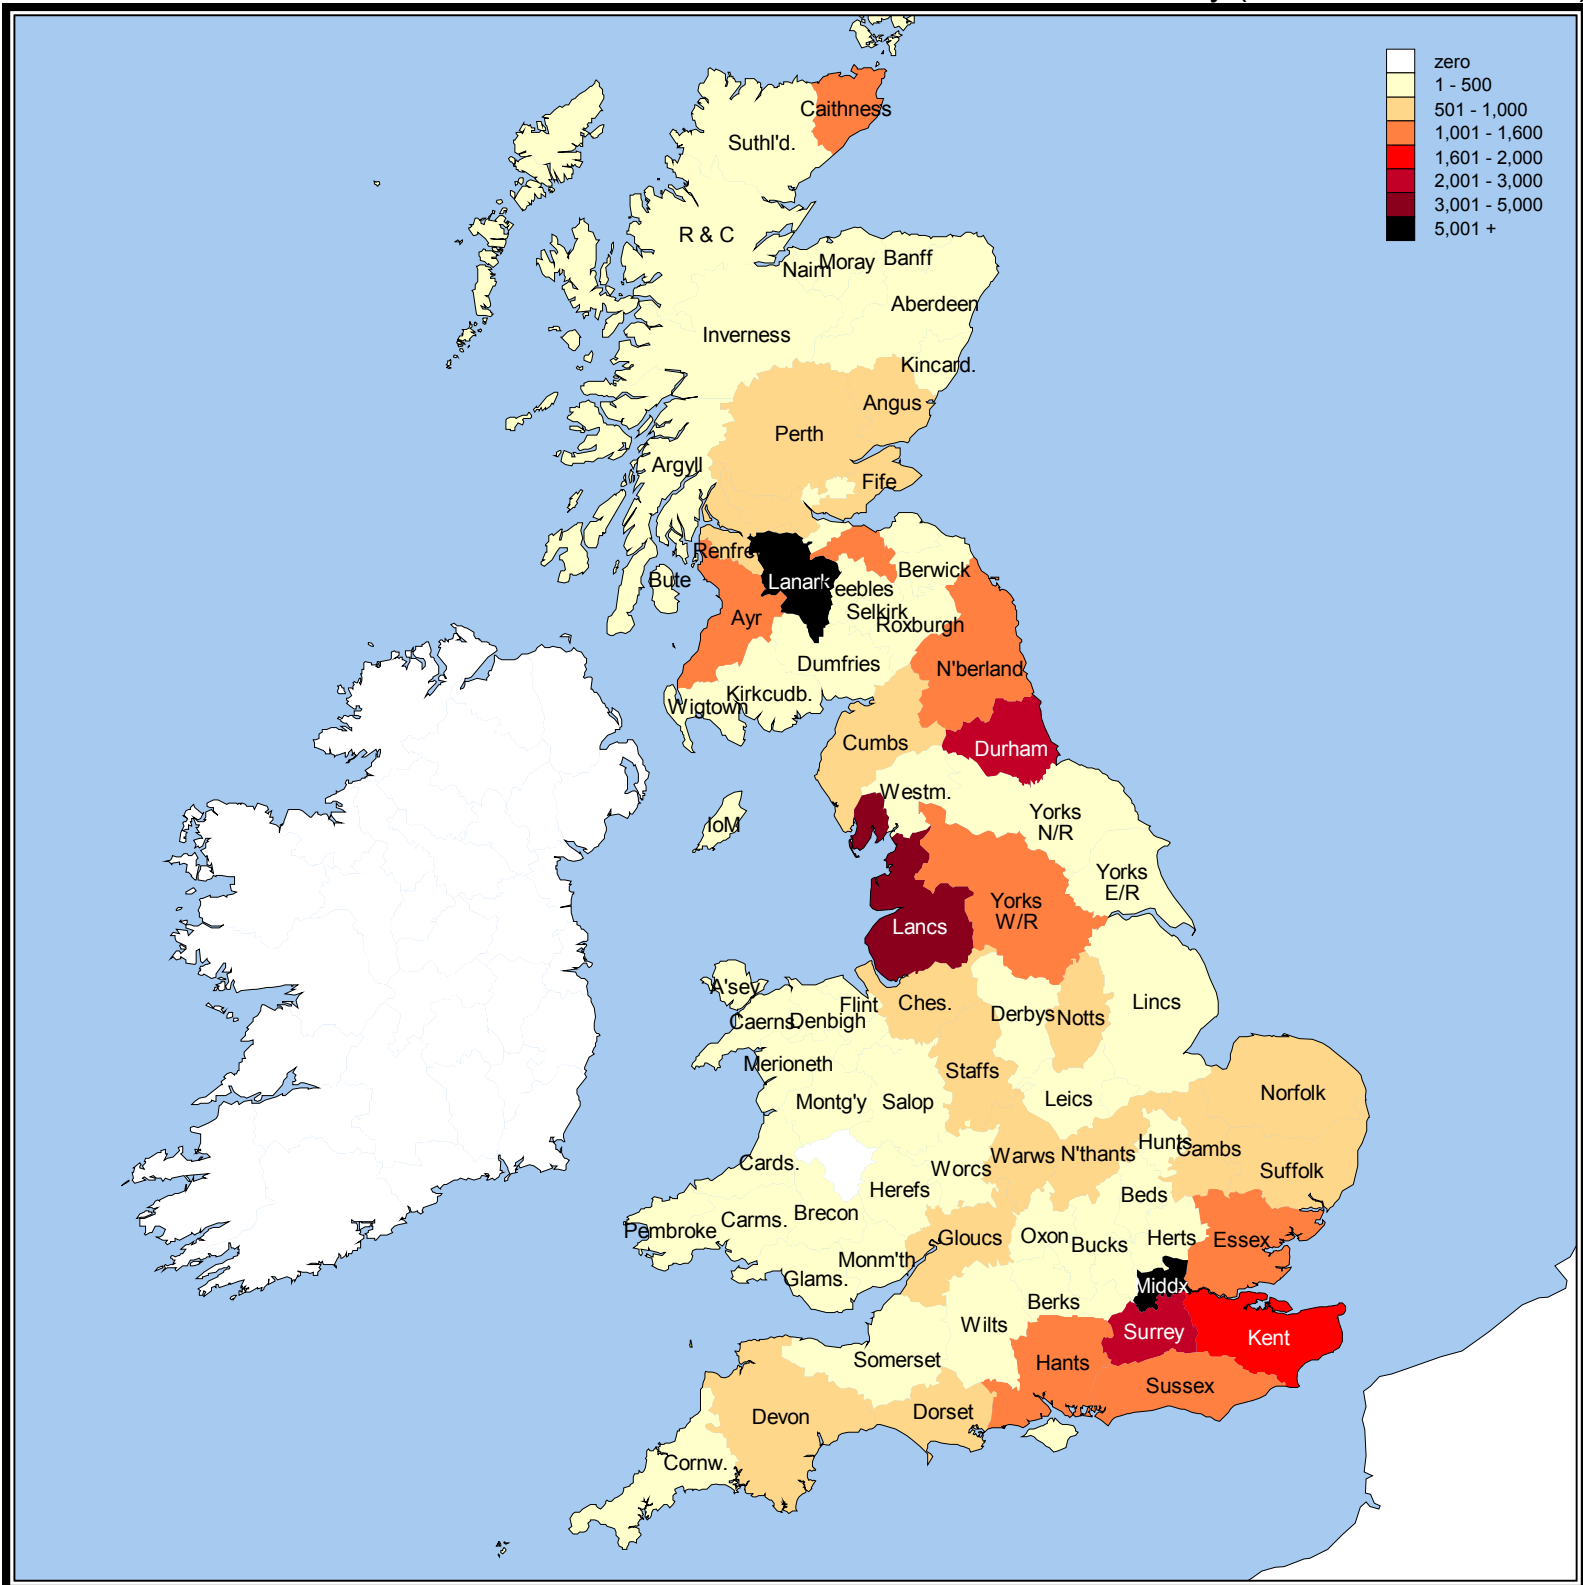 zero
1 - 500
501 - 1,000
1,001 - 1,600
1,601 - 2,000
2,001 - 3,000
3,001 - 5,000
5,001 +
Caithness
Suthl'd.
R & C
Nairn
Moray
Banff
Aberdeen
Inverness
Kincard.
Angus
Perth
Argyll
Fife
Renfre
Lanark
Berwick
Bute
eebles
Selkirk
Ayr
Roxburgh
Dumfries
N'berland
Kirkcudb.
Wigtown
Cumbs
Durham
Westm.
IoM
Yorks
N/R
Yorks
E/R
Yorks
W/R
Lancs
A'sey
Flint
Ches.
Lincs
Caerns.
Denbigh
Derbys
Notts
Merioneth
Staffs
Norfolk
Montg'y
Salop
Leics
Hunts
Cambs
Cards.
Worcs
Warws
N'thants
Suffolk
Herefs
Beds
Brecon
Carms.
Pembroke
Gloucs
Oxon
Bucks
Herts
Essex
Monm'th
Glams.
Middx
Berks
Wilts
Surrey
Kent
Somerset
Hants
Sussex
Devon
Dorset
Cornw.